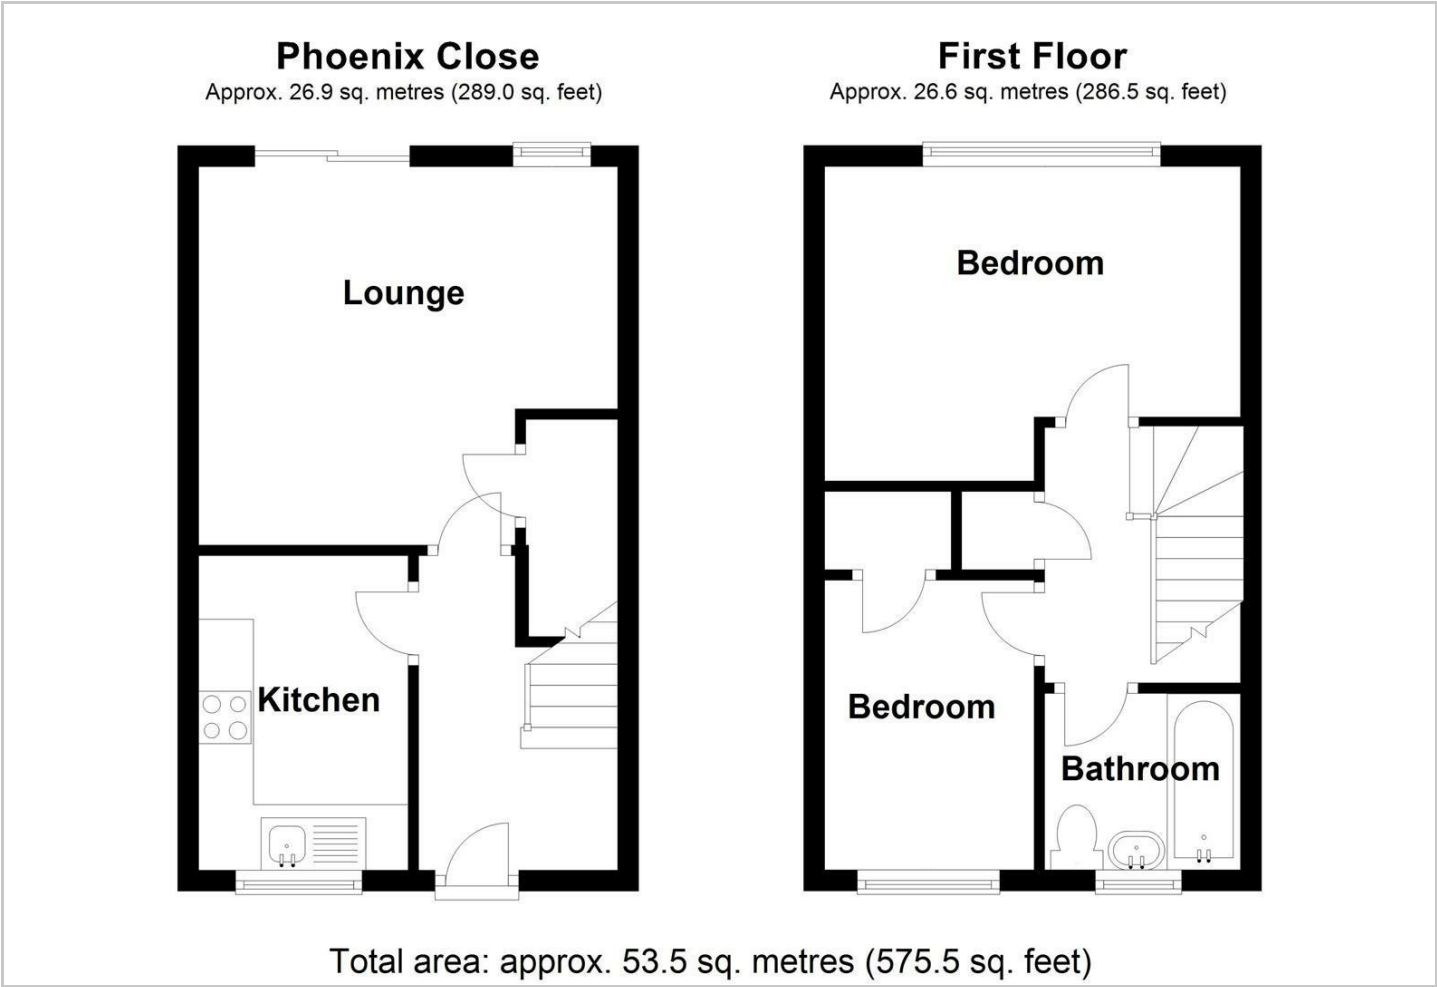 Phoenix Close
Approx. 26.9 sq. metres (289.0 sq. feet)
Lounge
Kitchen
First Floor
Approx. 26.6 sq. metres (286.5 sq. feet)
Bedroom
Bedroom
Bathroom
Total area: approx. 53.5 sq. metres (575.5 sq. feet)